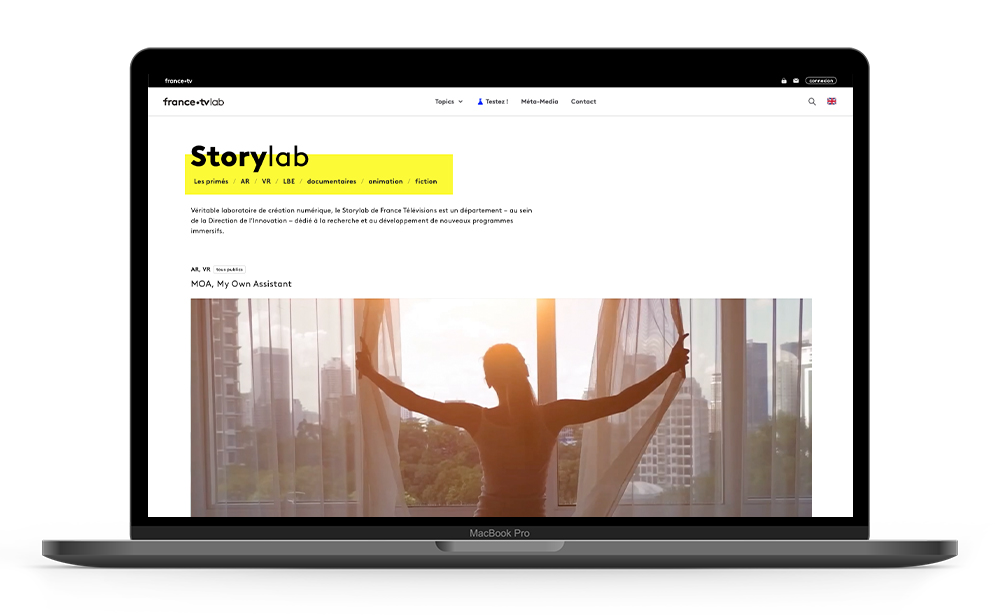 france•tv
connexion
france•tvlab
Topics
Testez !
Méta-Media
Contact
Storylab
Les primés / AR / VR / LBE / documentaires / animation / fiction
Véritable laboratoire de création numérique, le Storylab de France Télévisions est un département – au sein
de la Direction de l'Innovation – dédié à la recherche et au développement de nouveaux programmes
immersifs.
AR, VR tous publics
MOA, My Own Assistant
MacBook Pro